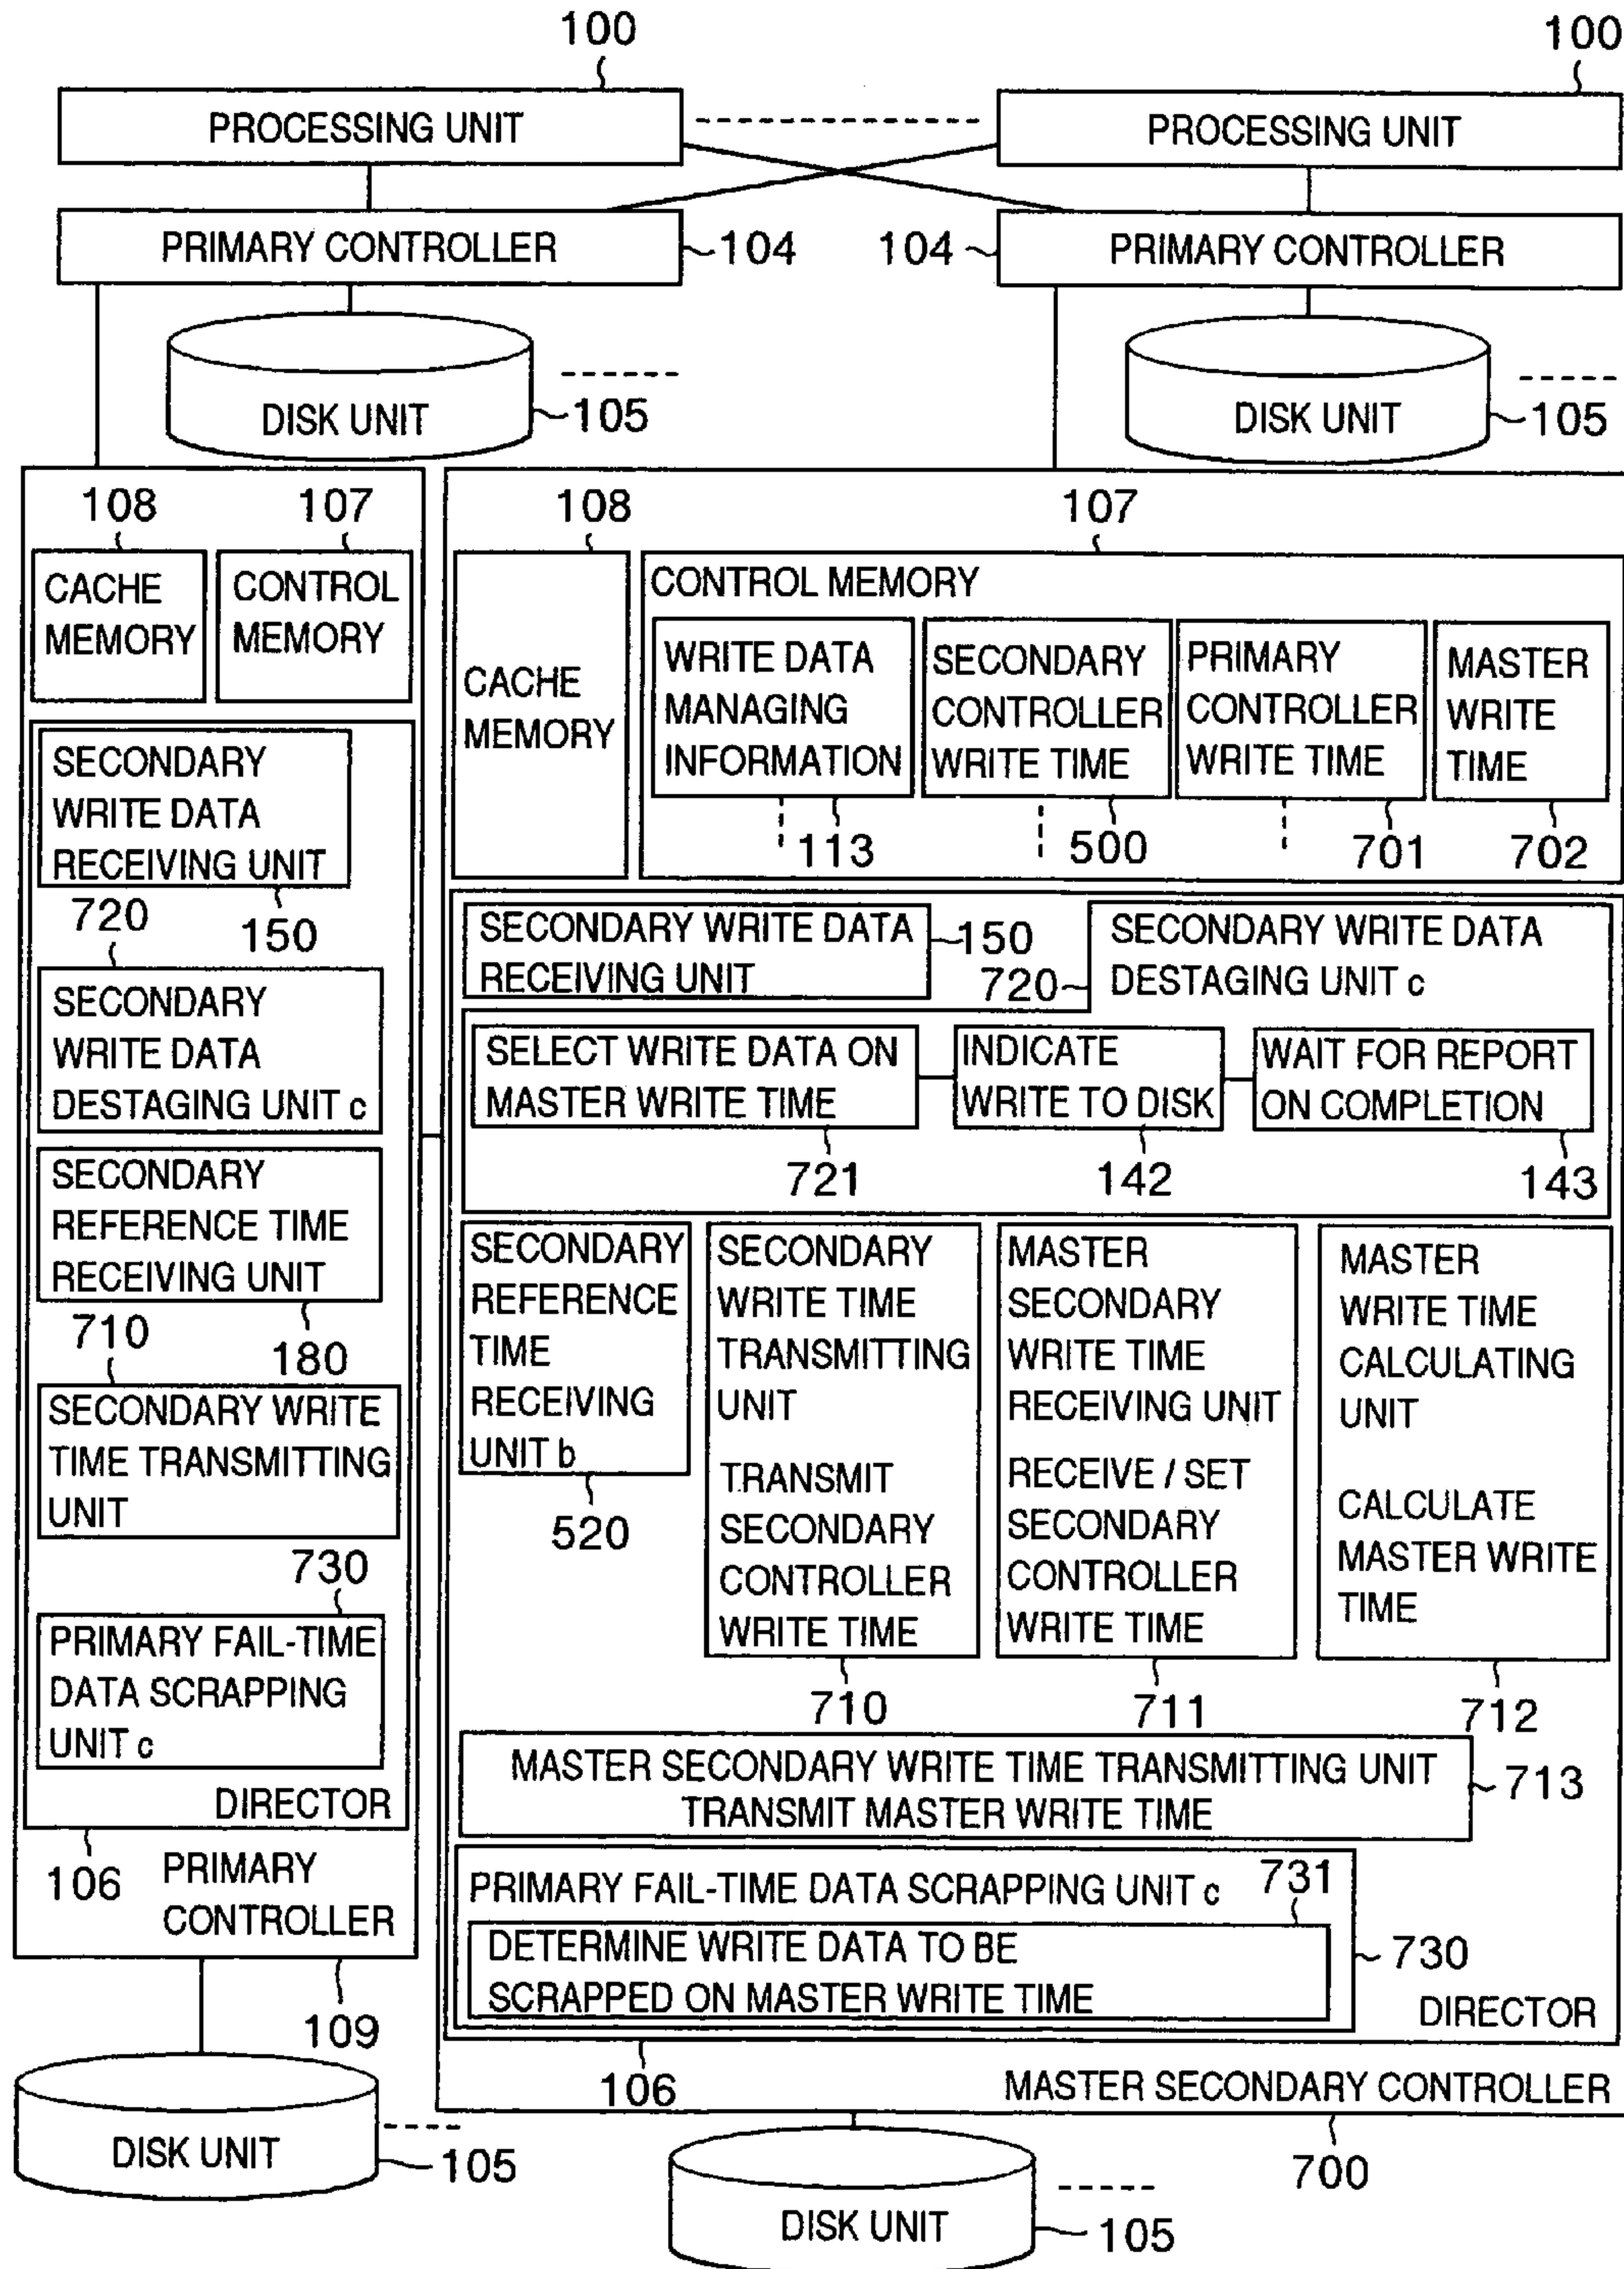 100
100
PROCESSING UNIT
PROCESSING UNIT
PRIMARY CONTROLLER
104
104
PRIMARY CONTROLLER
DISK UNIT
105
DISK UNIT
105
108
107
CACHE
MEMORY
CONTROL
MEMORY
SECONDARY
WRITE DATA
RECEIVING UNIT
720
150
SECONDARY
WRITE DATA
DESTAGING UNIT c
SECONDARY
REFERENCE TIME
RECEIVING UNIT
710
180
SECONDARY WRITE
TIME TRANSMITTING
UNIT
730
PRIMARY FAIL-TIME
DATA SCRAPPING
UNIT c
DIRECTOR
106
PRIMARY
CONTROLLER
109
DISK UNIT
105
108
107
CACHE
MEMORY
CONTROL MEMORY
WRITE DATA
MANAGING
INFORMATION
113
SECONDARY
CONTROLLER
WRITE TIME
500
PRIMARY
CONTROLLER
WRITE TIME
701
MASTER
WRITE
TIME
702
SECONDARY WRITE DATA
RECEIVING UNIT
150
720
SECONDARY WRITE DATA
DESTAGING UNIT c
SELECT WRITE DATA ON
MASTER WRITE TIME
721
INDICATE
WRITE TO DISK
142
WAIT FOR REPORT
ON COMPLETION
143
SECONDARY
REFERENCE
TIME
RECEIVING
UNIT b
520
SECONDARY
WRITE TIME
TRANSMITTING
UNIT
TRANSMIT
SECONDARY
CONTROLLER
WRITE TIME
710
MASTER
SECONDARY
WRITE TIME
RECEIVING UNIT
RECEIVE / SET
SECONDARY
CONTROLLER
WRITE TIME
711
MASTER
WRITE TIME
CALCULATING
UNIT
CALCULATE
MASTER WRITE
TIME
712
MASTER SECONDARY WRITE TIME TRANSMITTING UNIT
TRANSMIT MASTER WRITE TIME
713
PRIMARY FAIL-TIME DATA SCRAPPING UNIT c
731
DETERMINE WRITE DATA TO BE
SCRAPPED ON MASTER WRITE TIME
730
DIRECTOR
106
MASTER SECONDARY CONTROLLER
700
DISK UNIT
105